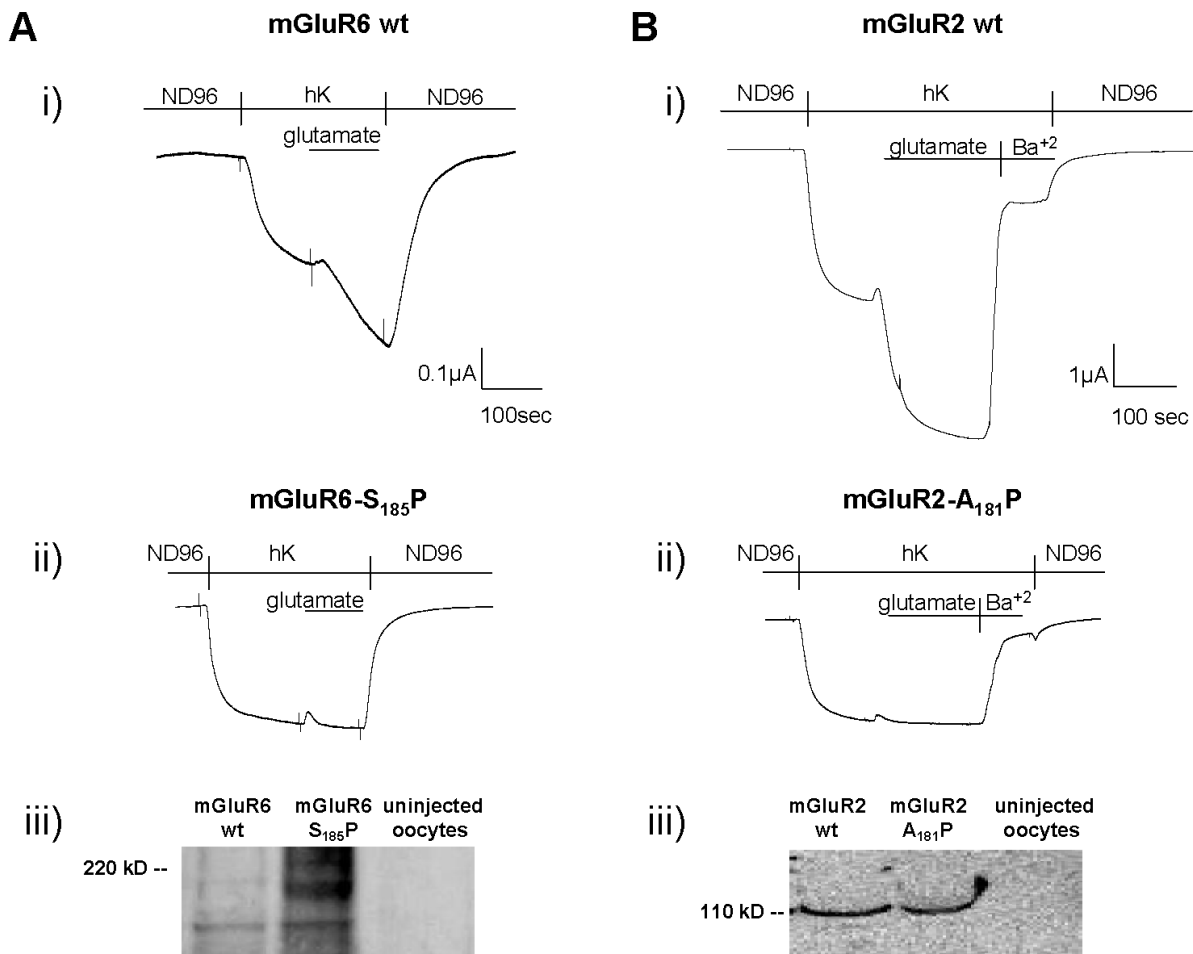 A
mGluR6 wt
i)
ND96 hK ND96
glutamate
0.1µA
100sec
mGluR6-S185P
ii)
ND96 hK ND96
glutamate
iii)
mGluR6 wt
mGluR6 S185P
uninjected oocytes
220 kD --
B
mGluR2 wt
i)
ND96 hK ND96
glutamate Ba+2
1µA
100 sec
mGluR2-A181P
ii)
ND96 hK ND96
glutamate Ba+2
iii)
mGluR2 wt
mGluR2 A181P
uninjected oocytes
110 kD --